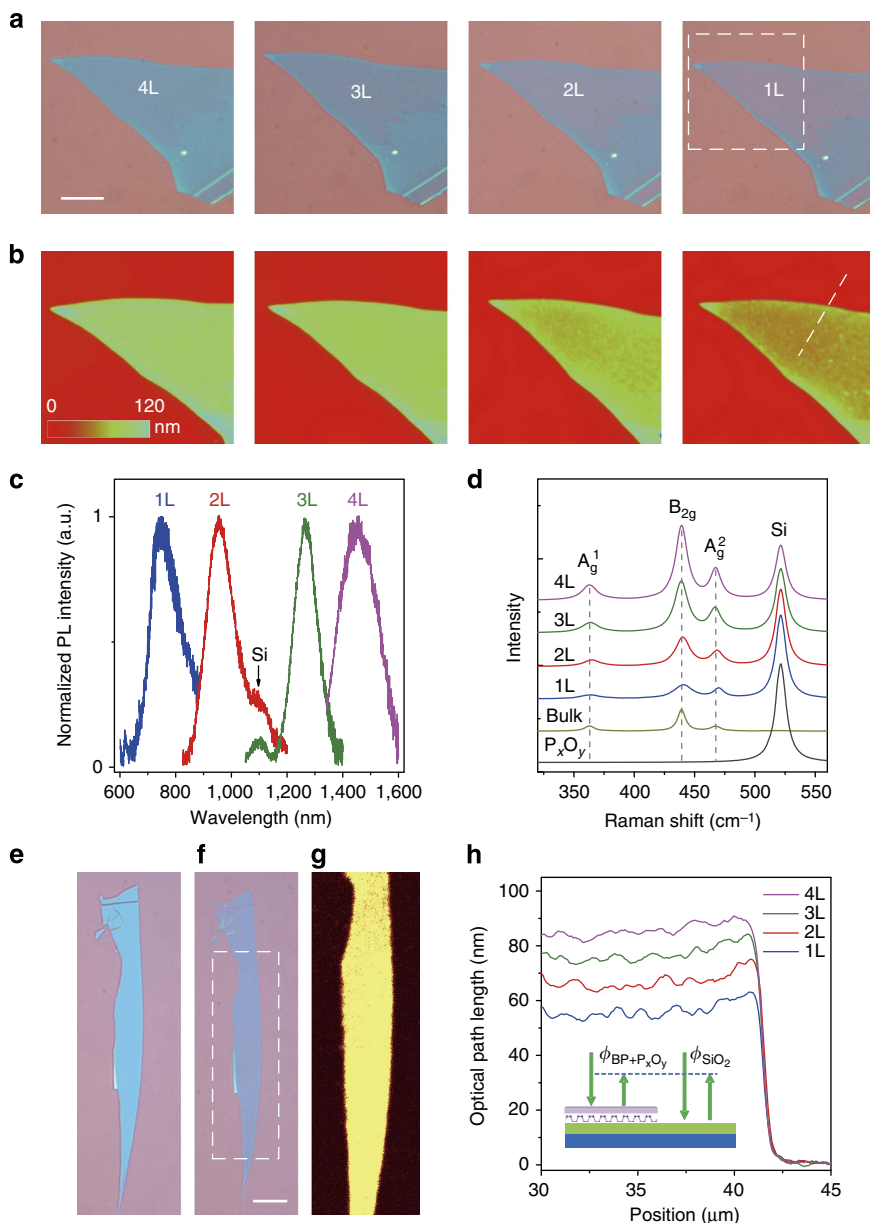 a
4L
3L
2L
1L
b
0 120
nm
c
1L 2L 3L 4L
1
Si
0
Normalized PL intensity (a.u.)
600 800 1,000 1,200 1,400 1,600
Wavelength (nm)
d
B2g
Ag1
Ag2
Si
4L
3L
2L
1L
Bulk
PxOy
Intensity
350 400 450 500 550
Raman shift (cm–1)
e
f
g
h
100
80
60
40
20
0
Optical path length (nm)
4L
3L
2L
1L
ϕBP+PxOy
ϕSiO2
30 35 40 45
Position (μm)